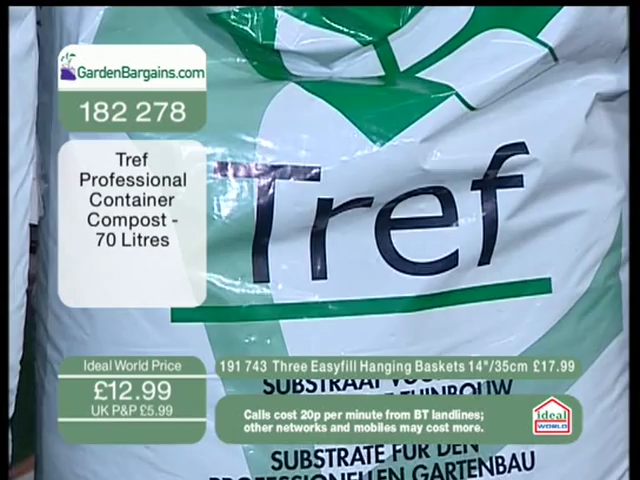 GardenBargains.com
182 278
Tref
Professional
Container
Compost -
70 Litres
Tref
Ideal World Price
£12.99
UK P&P £5.99
191 743 Three Easyfill Hanging Baskets 14"/35cm £17.99
SUBSTRAAT
TUINBOUW
Calls cost 20p per minute from BT landlines;
other networks and mobiles may cost more.
ideal
WORLD
SUBSTRATE FÜR DEN
PROFESSIONELLEN GARTENBAU